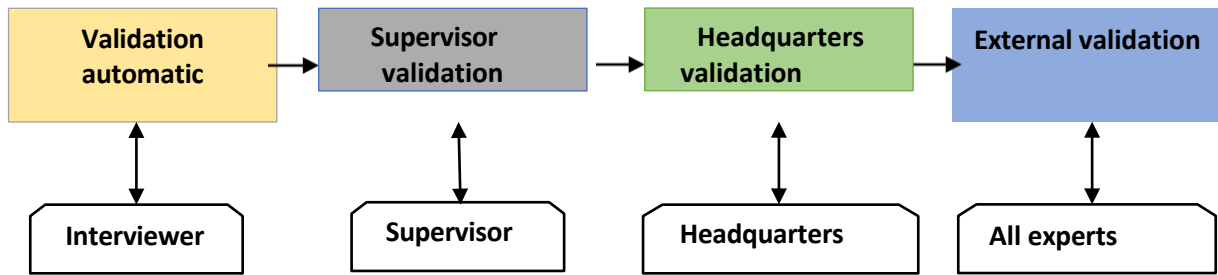 Validation
automatic
Supervisor
validation
Headquarters
validation
External validation
Interviewer
Supervisor
Headquarters
All experts